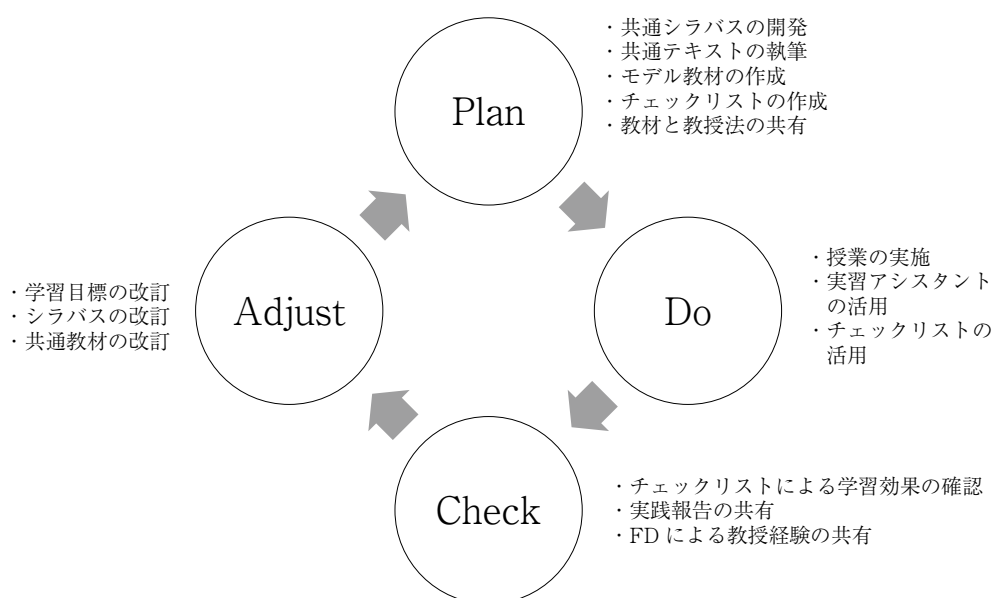 Plan
・共通シラバスの開発
・共通テキストの執筆
・モデル教材の作成
・チェックリストの作成
・教材と教授法の共有
Do
・授業の実施
・実習アシスタント
の活用
・チェックリストの
活用
Check
・チェックリストによる学習効果の確認
・実践報告の共有
・FD による教授経験の共有
Adjust
・学習目標の改訂
・シラバスの改訂
・共通教材の改訂